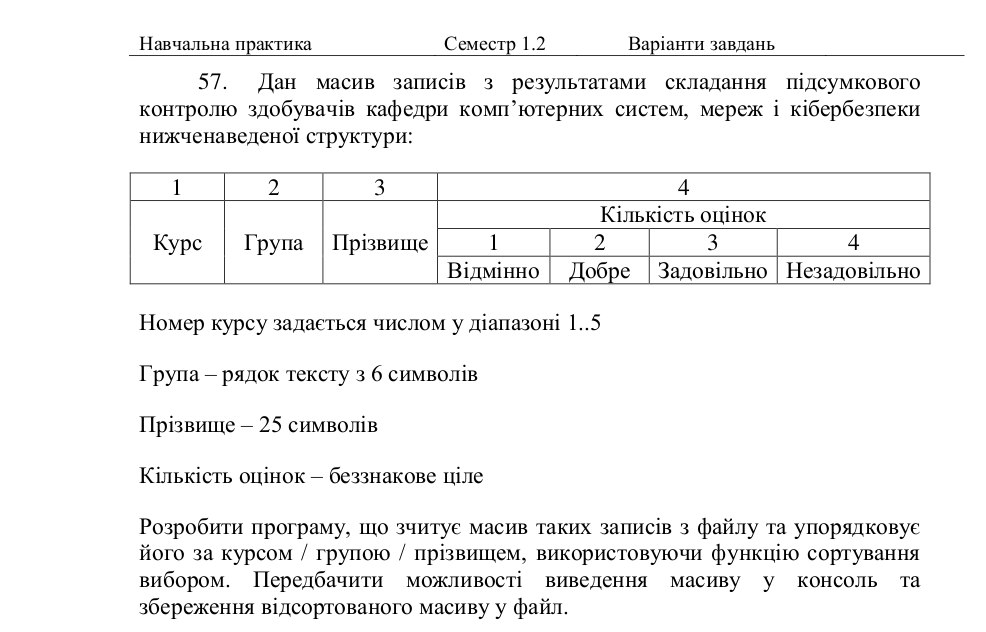 Навчальна практика Семестр 1.2 Варіанти завдань
57. Дан масив записів з результатами складання підсумкового
контролю здобувачів кафедри комп’ютерних систем, мереж і кібербезпеки
нижченаведеної структури:
1 2 3 4
Кількість оцінок
Курс Група Прізвище 1 2 3 4
Відмінно Добре Задовільно Незадовільно
Номер курсу задається числом у діапазоні 1..5
Група – рядок тексту з 6 символів
Прізвище – 25 символів
Кількість оцінок – беззнакове ціле
Розробити програму, що зчитує масив таких записів з файлу та упорядковує
його за курсом / групою / прізвищем, використовуючи функцію сортування
вибором. Передбачити можливості виведення масиву у консоль та
збереження відсортованого масиву у файл.